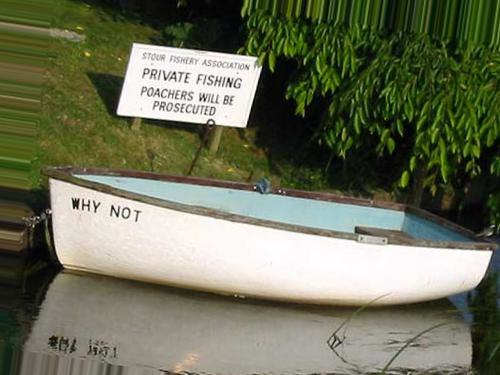 STOUR FISHERY ASSOCIATION
PRIVATE FISHING
POACHERS WILL BE
PROSECUTED
WHY NOT